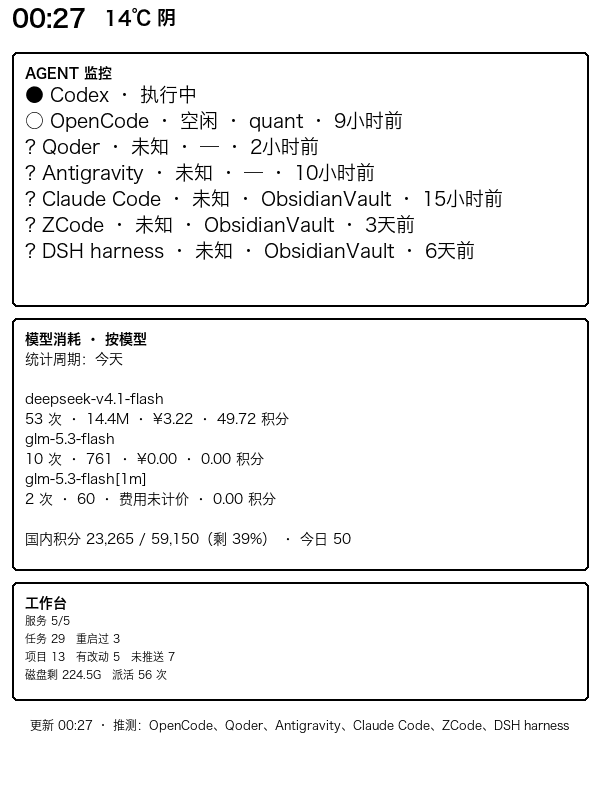 00:27 14℃ 阴
AGENT 监控
● Codex · 执行中
○ OpenCode · 空闲 · quant · 9小时前
? Qoder · 未知 · — · 2小时前
? Antigravity · 未知 · — · 10小时前
? Claude Code · 未知 · ObsidianVault · 15小时前
? ZCode · 未知 · ObsidianVault · 3天前
? DSH harness · 未知 · ObsidianVault · 6天前
模型消耗 · 按模型
统计周期：今天
deepseek-v4.1-flash
53 次 · 14.4M · ¥3.22 · 49.72 积分
glm-5.3-flash
10 次 · 761 · ¥0.00 · 0.00 积分
glm-5.3-flash[1m]
2 次 · 60 · 费用未计价 · 0.00 积分
国内积分 23,265 / 59,150（剩 39%） · 今日 50
工作台
服务 5/5
任务 29 重启过 3
项目 13 有改动 5 未推送 7
磁盘剩 224.5G 派活 56 次
更新 00:27 · 推测：OpenCode、Qoder、Antigravity、Claude Code、ZCode、DSH harness